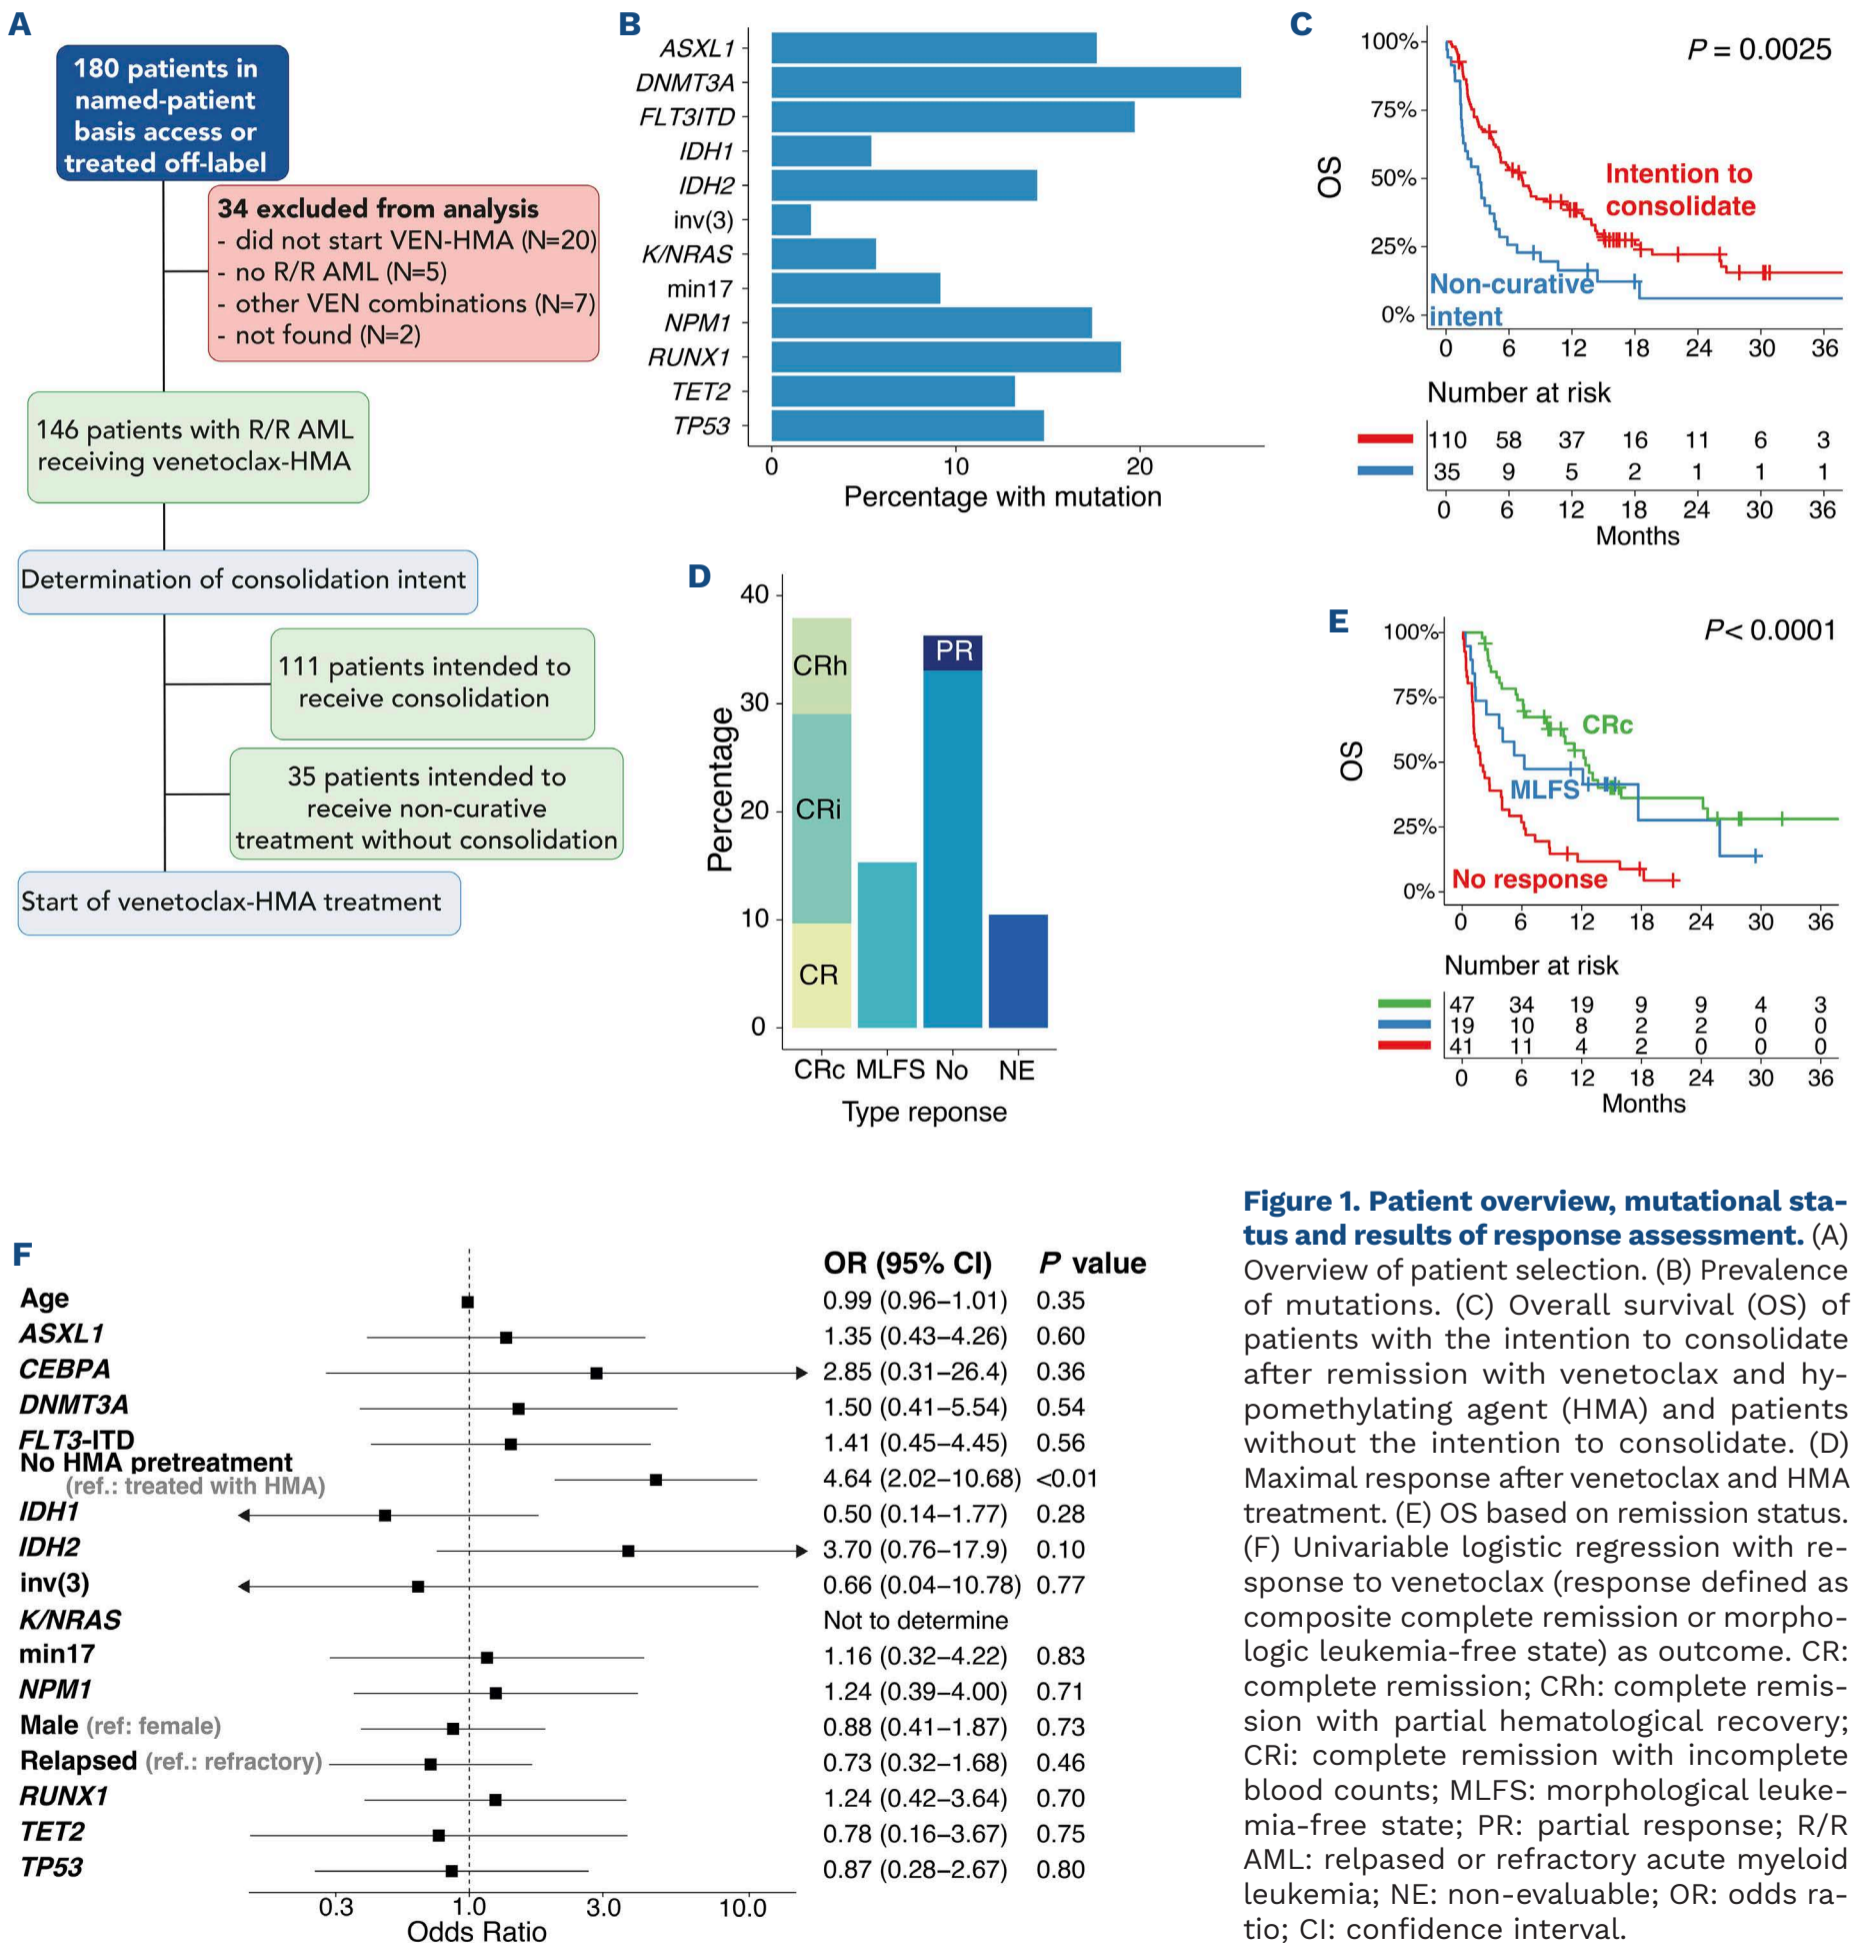 A
180 patients in
named-patient
basis access or
treated off-label
34 excluded from analysis
- did not start VEN-HMA (N=20)
- no R/R AML (N=5)
- other VEN combinations (N=7)
- not found (N=2)
146 patients with R/R AML
receiving venetoclax-HMA
Determination of consolidation intent
111 patients intended to
receive consolidation
35 patients intended to
receive non-curative
treatment without consolidation
Start of venetoclax-HMA treatment
B
ASXL1
DNMT3A
FLT3ITD
IDH1
IDH2
inv(3)
K/NRAS
min17
NPM1
RUNX1
TET2
TP53
0 10 20
Percentage with mutation
C
P = 0.0025
OS
100%
75%
50%
25%
0%
Intention to
consolidate
Non-curative
intent
0 6 12 18 24 30 36
Number at risk
110 58 37 16 11 6 3
35 9 5 2 1 1 1
0 6 12 18 24 30 36
Months
D
Percentage
40
30
20
10
0
CRh
CRi
CR
PR
CRc MLFS No NE
Type reponse
E
P< 0.0001
OS
100%
75%
50%
25%
0%
CRc
MLFS
No response
0 6 12 18 24 30 36
Number at risk
47 34 19 9 9 4 3
19 10 8 2 2 0 0
41 11 4 2 0 0 0
0 6 12 18 24 30 36
Months
F
OR (95% CI) P value
Age 0.99 (0.96–1.01) 0.35
ASXL1 1.35 (0.43–4.26) 0.60
CEBPA 2.85 (0.31–26.4) 0.36
DNMT3A 1.50 (0.41–5.54) 0.54
FLT3-ITD 1.41 (0.45–4.45) 0.56
No HMA pretreatment
(ref.: treated with HMA) 4.64 (2.02–10.68) <0.01
IDH1 0.50 (0.14–1.77) 0.28
IDH2 3.70 (0.76–17.9) 0.10
inv(3) 0.66 (0.04–10.78) 0.77
K/NRAS Not to determine
min17 1.16 (0.32–4.22) 0.83
NPM1 1.24 (0.39–4.00) 0.71
Male (ref: female) 0.88 (0.41–1.87) 0.73
Relapsed (ref.: refractory) 0.73 (0.32–1.68) 0.46
RUNX1 1.24 (0.42–3.64) 0.70
TET2 0.78 (0.16–3.67) 0.75
TP53 0.87 (0.28–2.67) 0.80
0.3 1.0 3.0 10.0
Odds Ratio
Figure 1. Patient overview, mutational sta-
tus and results of response assessment. (A)
Overview of patient selection. (B) Prevalence
of mutations. (C) Overall survival (OS) of
patients with the intention to consolidate
after remission with venetoclax and hy-
pomethylating agent (HMA) and patients
without the intention to consolidate. (D)
Maximal response after venetoclax and HMA
treatment. (E) OS based on remission status.
(F) Univariable logistic regression with re-
sponse to venetoclax (response defined as
composite complete remission or morpho-
logic leukemia-free state) as outcome. CR:
complete remission; CRh: complete remis-
sion with partial hematological recovery;
CRi: complete remission with incomplete
blood counts; MLFS: morphological leuke-
mia-free state; PR: partial response; R/R
AML: relpased or refractory acute myeloid
leukemia; NE: non-evaluable; OR: odds ra-
tio; CI: confidence interval.